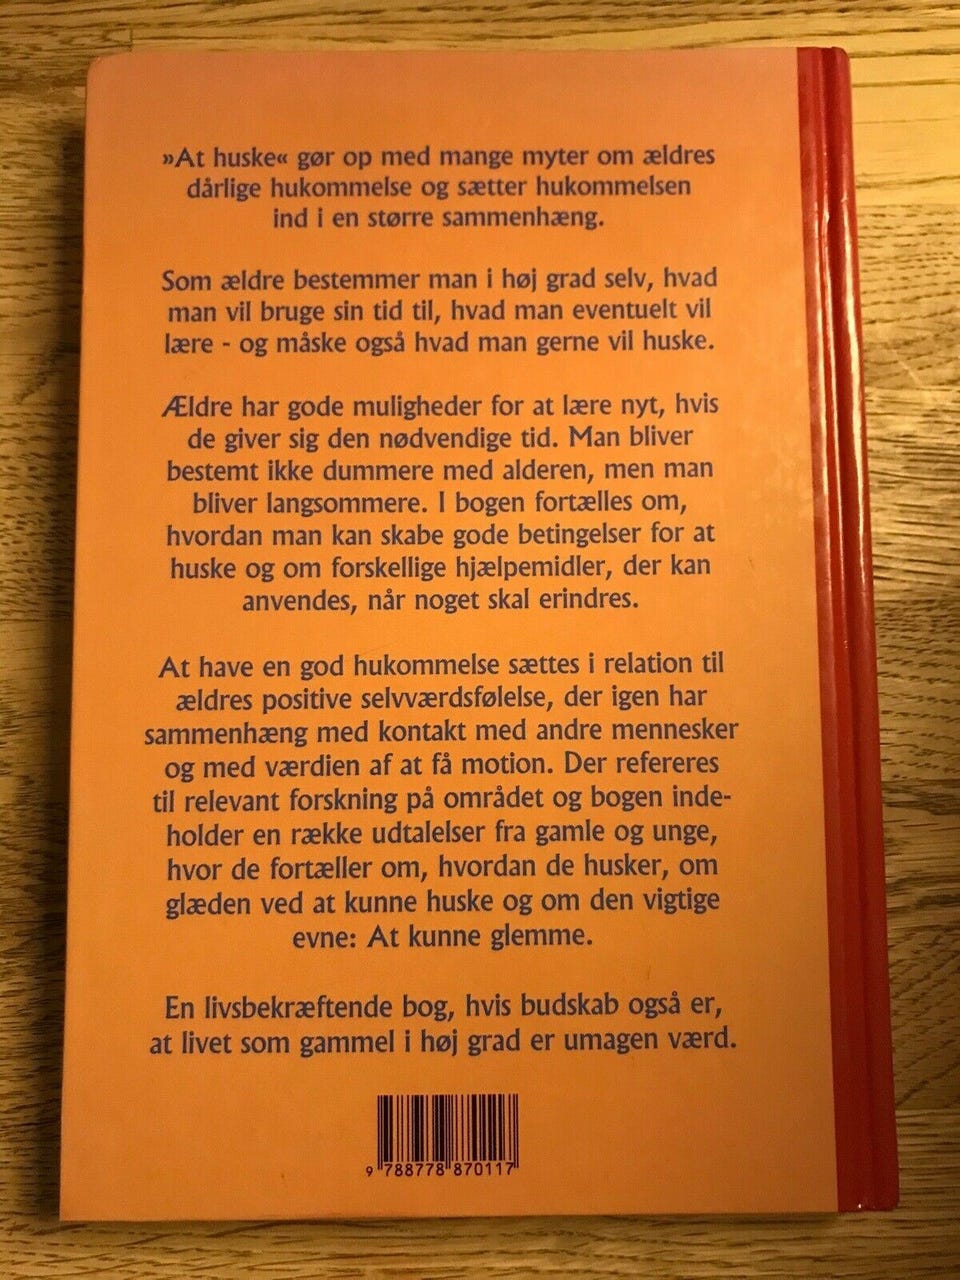 »At huske« gør op med mange myter om ældres
dårlige hukommelse og sætter hukommelsen
ind i en større sammenhæng.
Som ældre bestemmer man i høj grad selv, hvad
man vil bruge sin tid til, hvad man eventuelt vil
lære - og måske også hvad man gerne vil huske.
Ældre har gode muligheder for at lære nyt, hvis
de giver sig den nødvendige tid. Man bliver
bestemt ikke dummere med alderen, men man
bliver langsommere. I bogen fortælles om,
hvordan man kan skabe gode betingelser for at
huske og om forskellige hjælpemidler, der kan
anvendes, når noget skal erindres.
At have en god hukommelse sættes i relation til
ældres positive selvværdsfølelse, der igen har
sammenhæng med kontakt med andre mennesker
og med værdien af at få motion. Der refereres
til relevant forskning på området og bogen inde-
holder en række udtalelser fra gamle og unge,
hvor de fortæller om, hvordan de husker, om
glæden ved at kunne huske og om den vigtige
evne: At kunne glemme.
En livsbekræftende bog, hvis budskab også er,
at livet som gammel i høj grad er umagen værd.
9 788778 870117